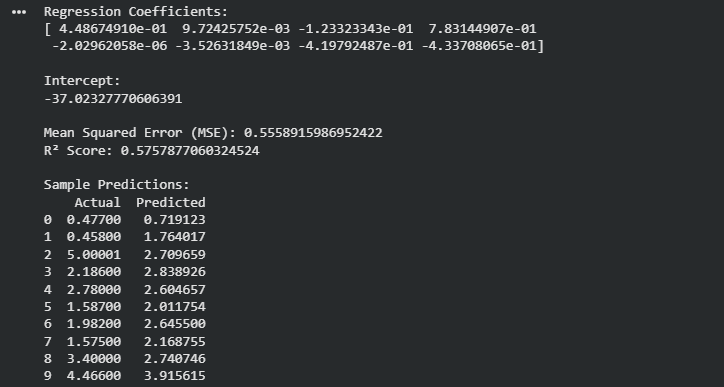 Regression Coefficients:
[ 4.48674910e-01  9.72425752e-03 -1.23323343e-01  7.83144907e-01
 -2.02962058e-06 -3.52631849e-03 -4.19792487e-01 -4.33708065e-01]
Intercept:
-37.02327770606391
Mean Squared Error (MSE): 0.5558915986952422
R² Score: 0.5757877060324524
Sample Predictions:
    Actual  Predicted
0  0.47700   0.719123
1  0.45800   1.764017
2  5.00001   2.709659
3  2.18600   2.838926
4  2.78000   2.604657
5  1.58700   2.011754
6  1.98200   2.645500
7  1.57500   2.168755
8  3.40000   2.740746
9  4.46600   3.915615